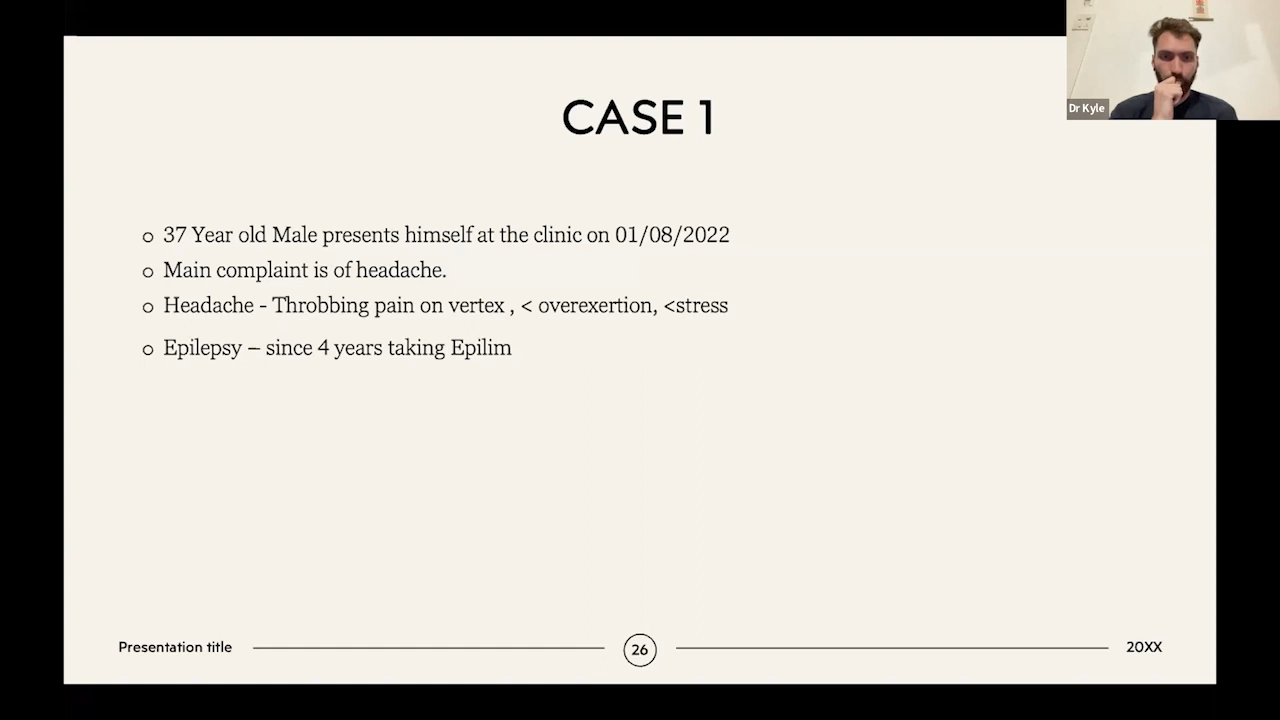 Dr Kyle
CASE 1
o 37 Year old Male presents himself at the clinic on 01/08/2022
o Main complaint is of headache.
o Headache - Throbbing pain on vertex , < overexertion, <stress
o Epilepsy – since 4 years taking Epilim
Presentation title
26
20XX